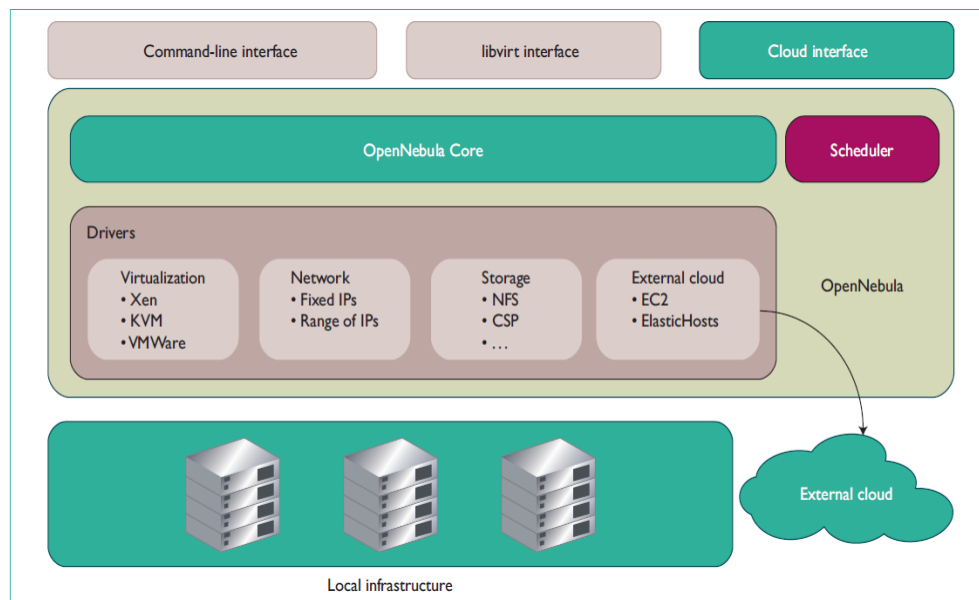 Command-line interface
libvirt interface
Cloud interface
OpenNebula Core
Scheduler
Drivers
Virtualization
• Xen
• KVM
• VMWare
Network
• Fixed IPs
• Range of IPs
Storage
• NFS
• CSP
• ...
External cloud
• EC2
• ElasticHosts
OpenNebula
External cloud
Local infrastructure